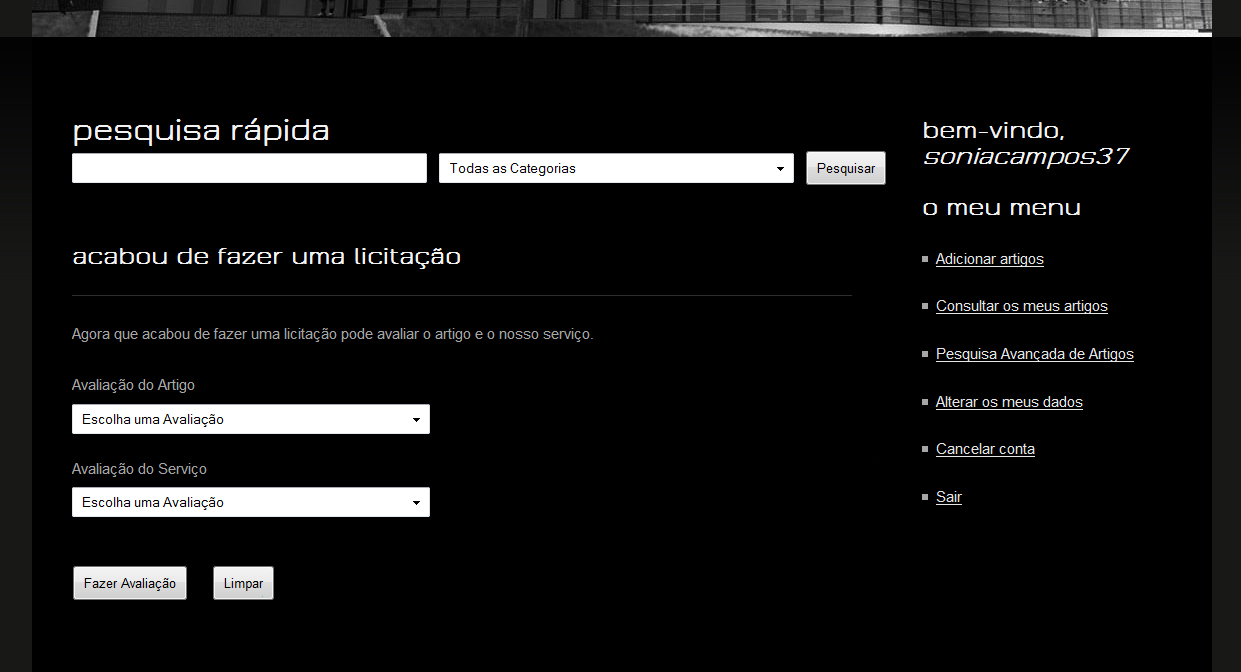 pesquisa rápida
Todas as Categorias
Pesquisar
acabou de fazer uma licitação
Agora que acabou de fazer uma licitação pode avaliar o artigo e o nosso serviço.
Avaliação do Artigo
Escolha uma Avaliação
Avaliação do Serviço
Escolha uma Avaliação
Fazer Avaliação
Limpar
bem-vindo,
soniacampos37
o meu menu
Adicionar artigos
Consultar os meus artigos
Pesquisa Avançada de Artigos
Alterar os meus dados
Cancelar conta
Sair